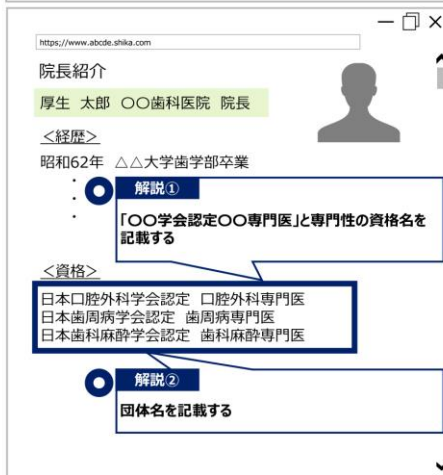 https;//www.abcde.shika.com
院長紹介
厚生 太郎 〇〇歯科医院 院長
<経歴>
昭和62年 △△大学歯学部卒業
・
・
・
解説①
「〇〇学会認定〇〇専門医」と専門性の資格名を
記載する
<資格>
日本口腔外科学会認定 口腔外科専門医
日本歯周病学会認定 歯周病専門医
日本歯科麻酔学会認定 歯科麻酔専門医
解説②
団体名を記載する